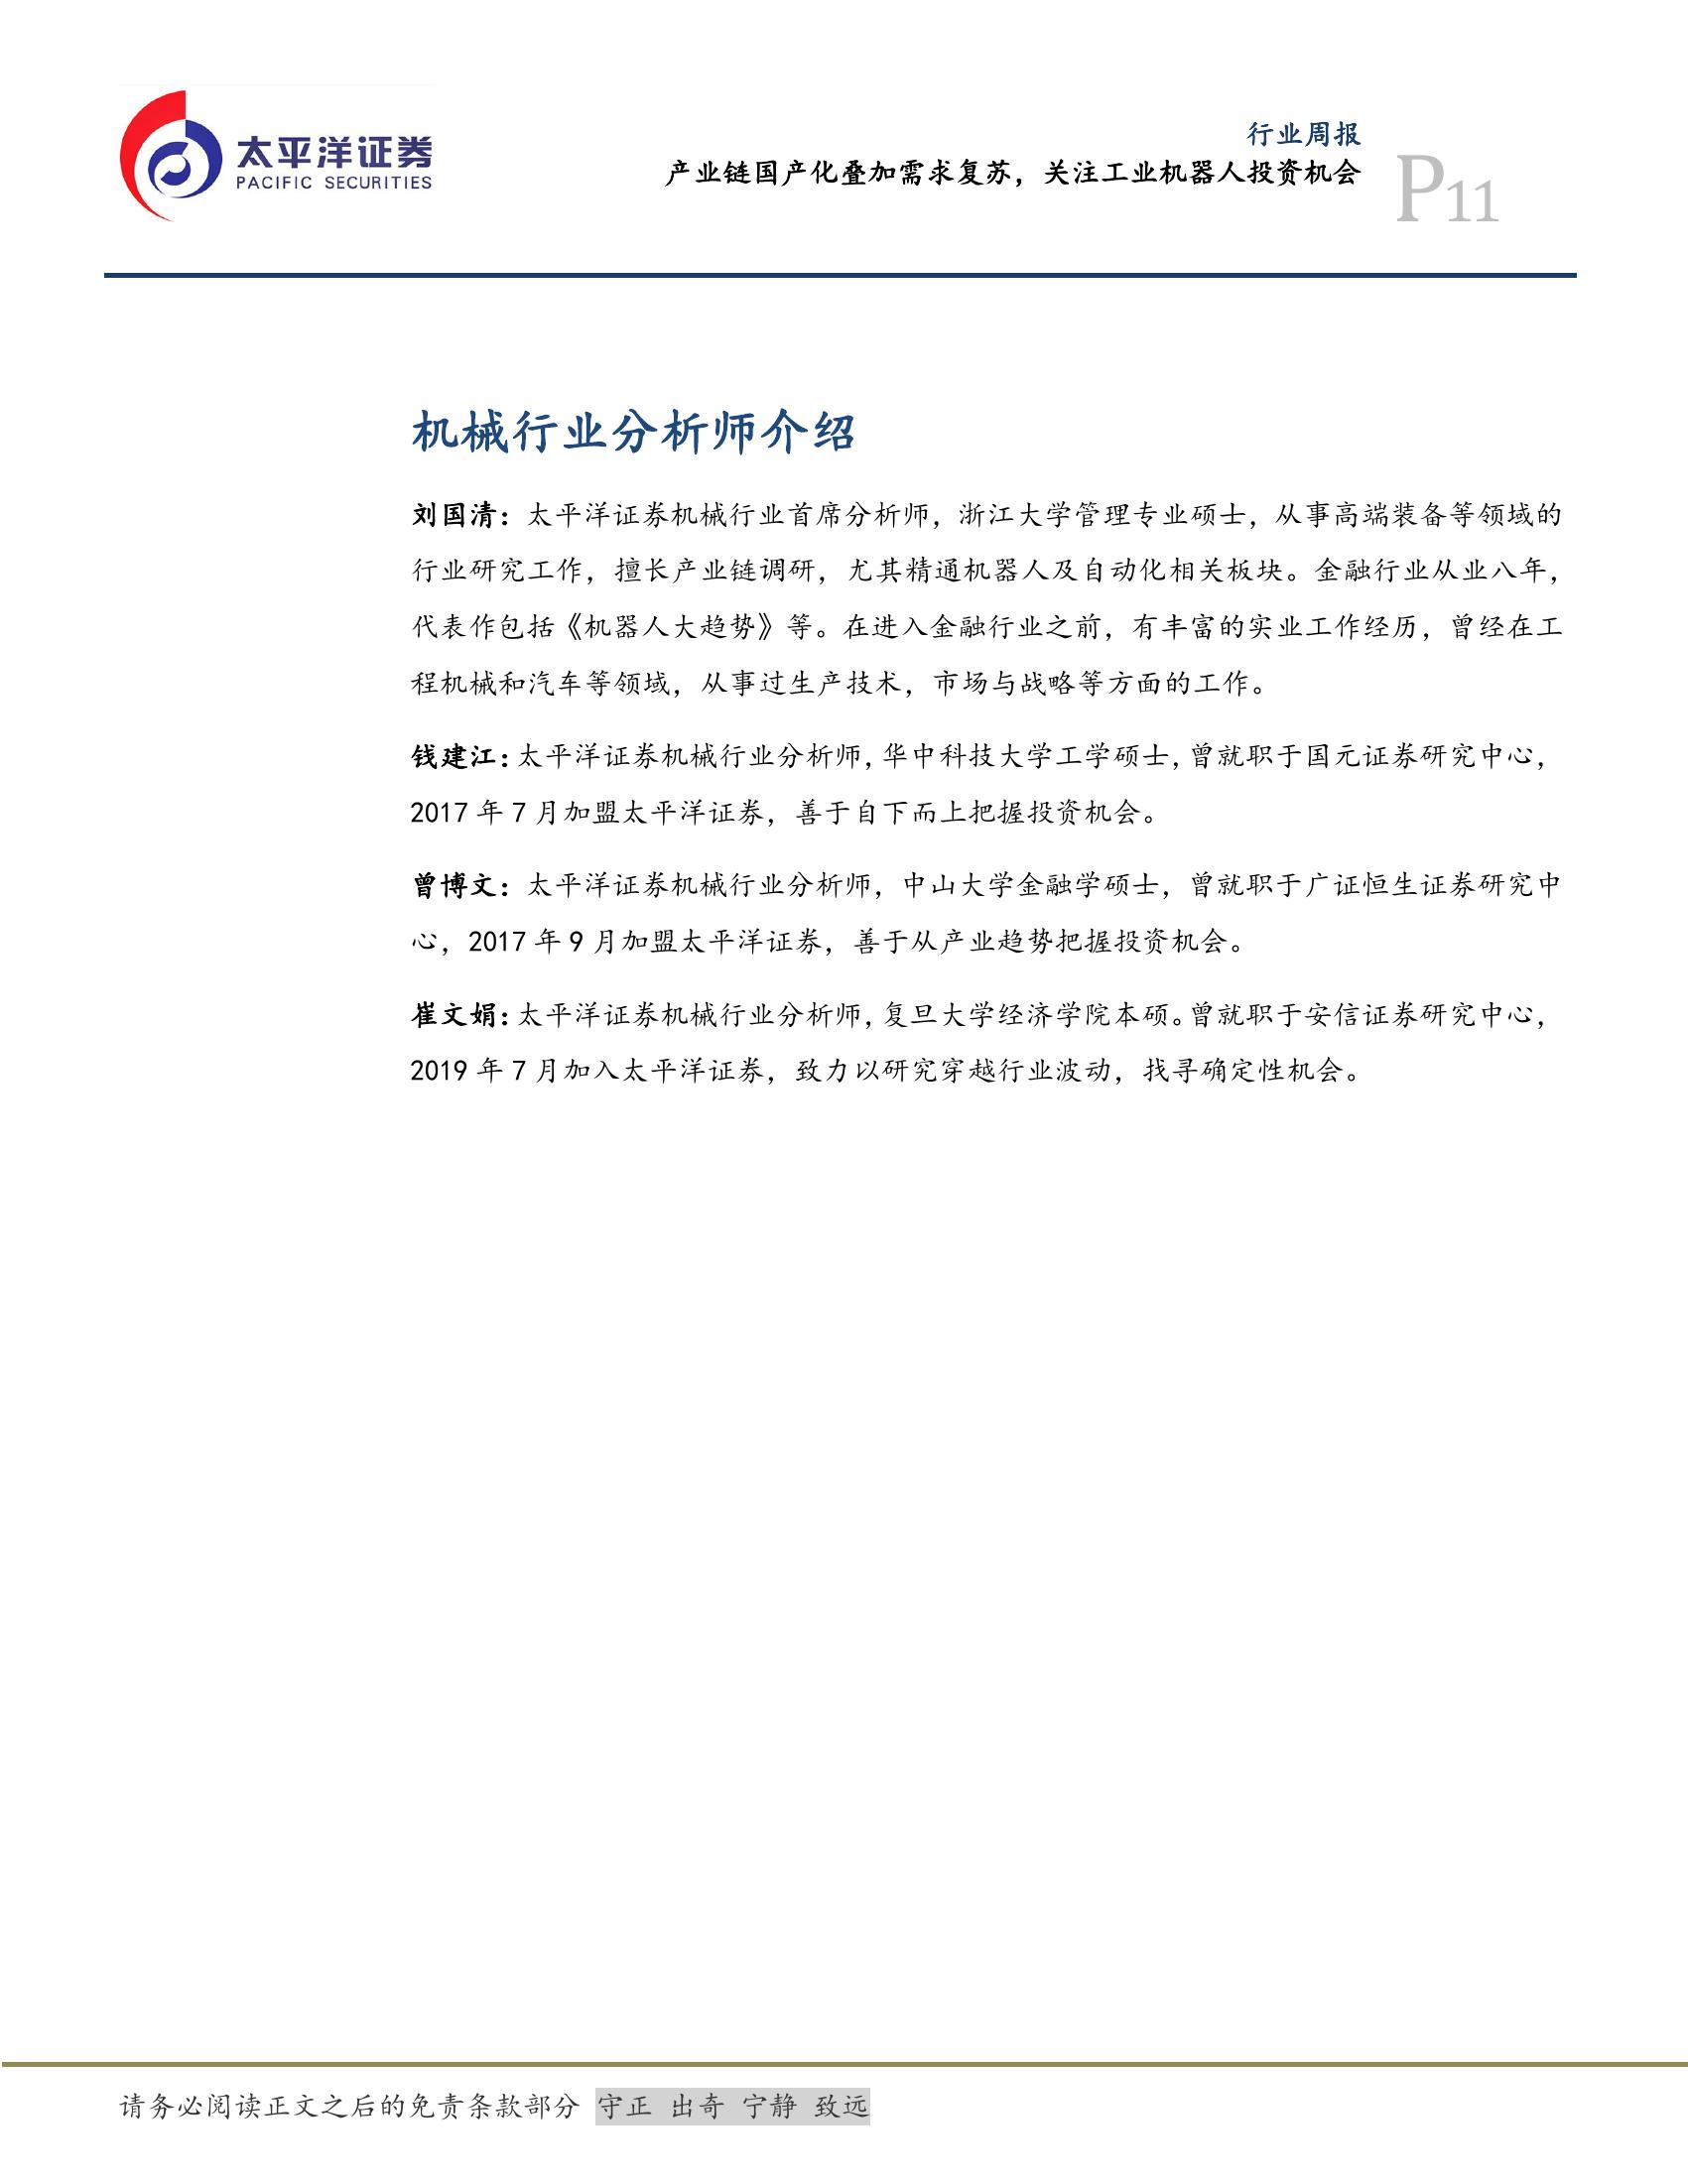 太平洋证券
PACIFIC SECURITIES
行业周报
产业链国产化叠加需求复苏，关注工业机器人投资机会
P11
机械行业分析师介绍
刘国清：太平洋证券机械行业首席分析师，浙江大学管理专业硕士，从事高端装备等领域的
行业研究工作，擅长产业链调研，尤其精通机器人及自动化相关板块。金融行业从业八年，
代表作包括《机器人大趋势》等。在进入金融行业之前，有丰富的实业工作经历，曾经在工
程机械和汽车等领域，从事过生产技术，市场与战略等方面的工作。
钱建江：太平洋证券机械行业分析师，华中科技大学工学硕士，曾就职于国元证券研究中心，
2017 年 7 月加盟太平洋证券，善于自下而上把握投资机会。
曾博文：太平洋证券机械行业分析师，中山大学金融学硕士，曾就职于广证恒生证券研究中
心，2017 年 9 月加盟太平洋证券，善于从产业趋势把握投资机会。
崔文娟：太平洋证券机械行业分析师，复旦大学经济学院本硕。曾就职于安信证券研究中心，
2019 年 7 月加入太平洋证券，致力以研究穿越行业波动，找寻确定性机会。
请务必阅读正文之后的免责条款部分 守正 出奇 宁静 致远